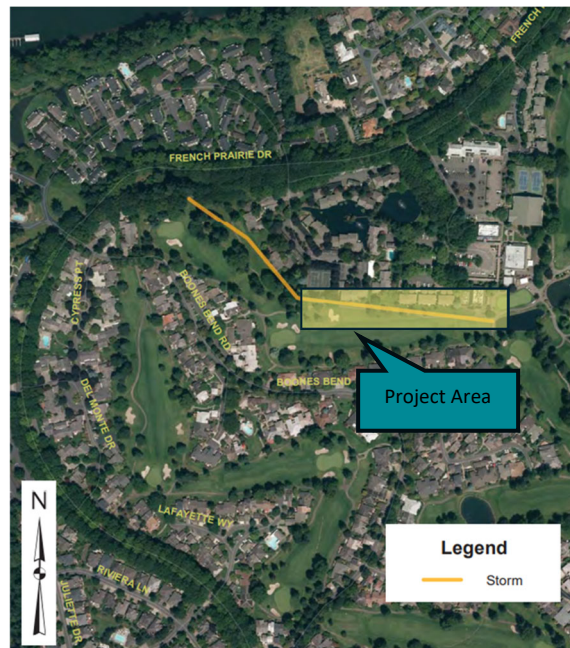 FRENCH
FRENCH PRAIRIE DR
CYPRESS PT
BOONES BEND RD
BOONES BEND
Project Area
DEL MONTE DR
LAFAYETTE WY
N
RIVIERA LN
JULIETTE DR
Legend
Storm